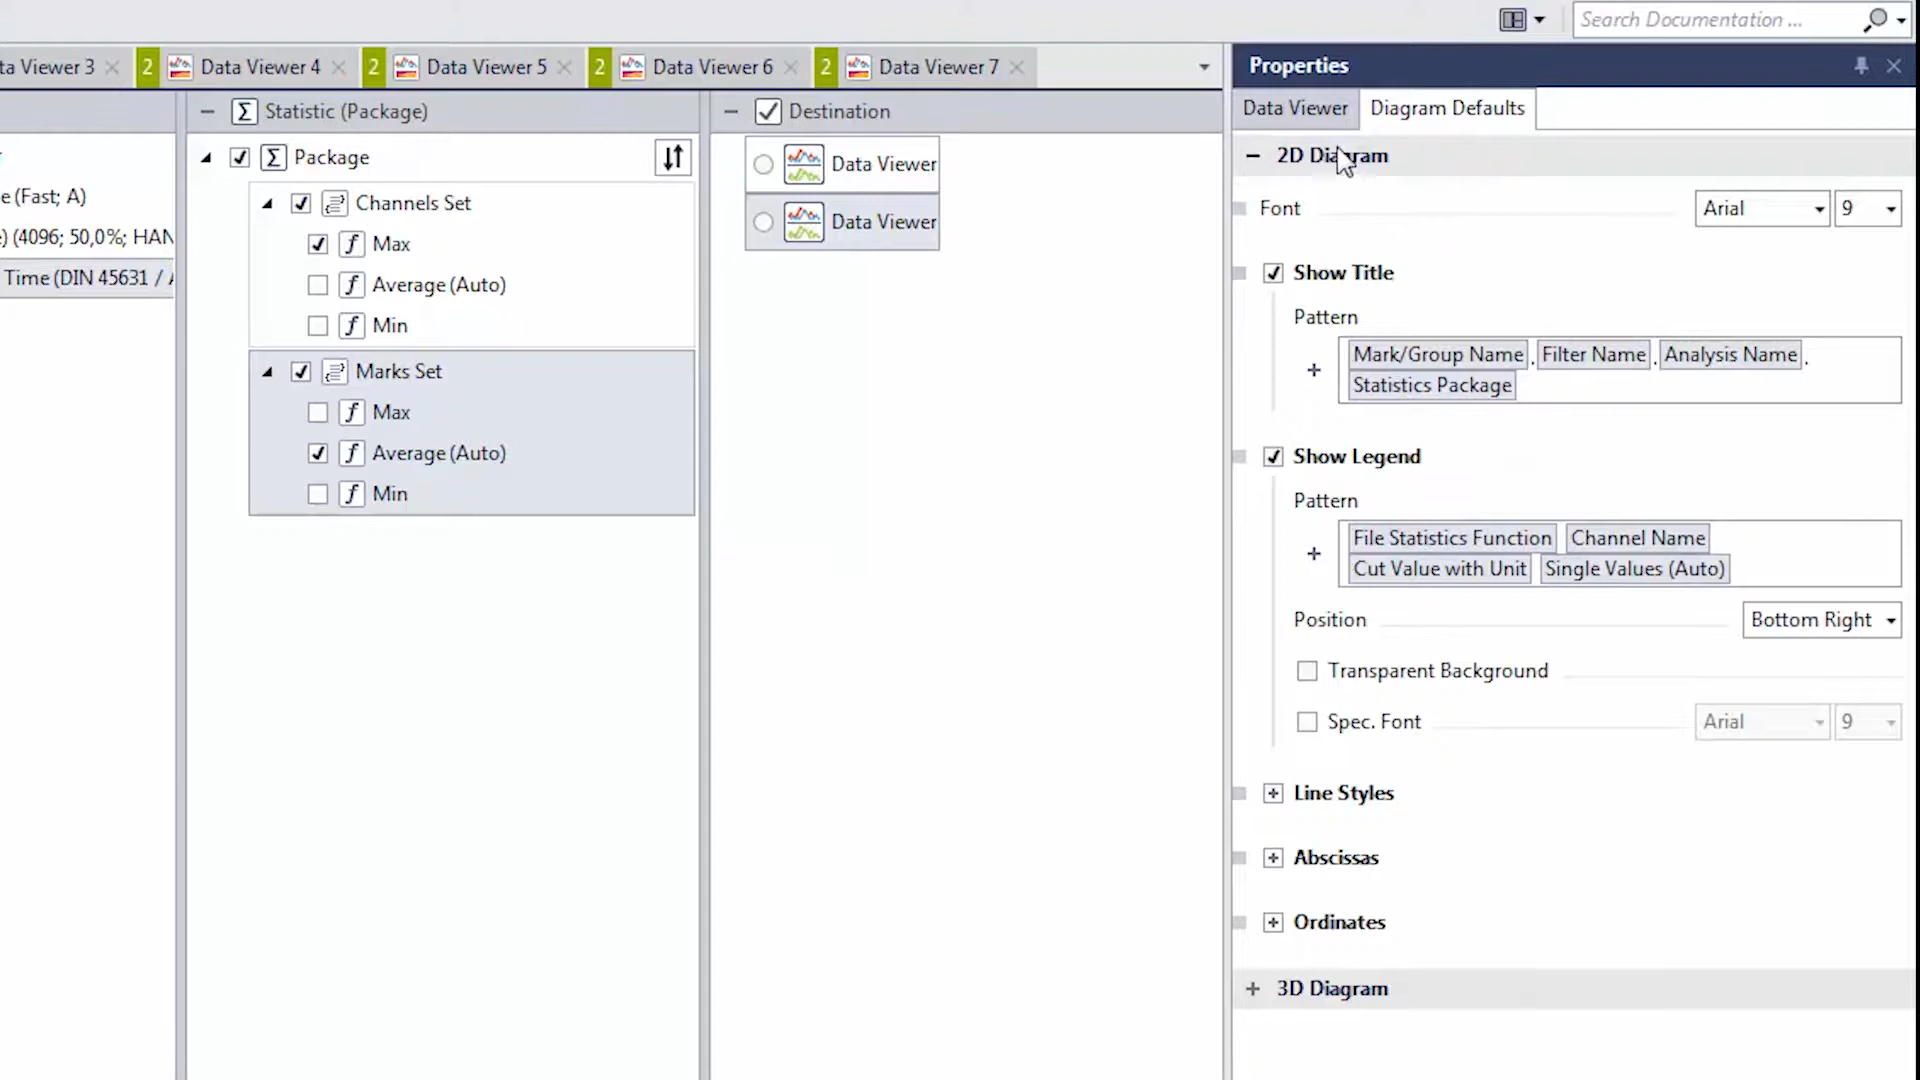 Search Documentation ...
ta Viewer 3
2 Data Viewer 4
2 Data Viewer 5
2 Data Viewer 6
2 Data Viewer 7
e (Fast; A)
) (4096; 50,0%; HAN
Time (DIN 45631 / A
Σ Statistic (Package)
Σ Package
Channels Set
f Max
f Average (Auto)
f Min
Marks Set
f Max
f Average (Auto)
f Min
Destination
Data Viewer
Data Viewer
Properties
Data Viewer
Diagram Defaults
2D Diagram
Font Arial 9
Show Title
Pattern
Mark/Group Name . Filter Name . Analysis Name .
Statistics Package
Show Legend
Pattern
File Statistics Function Channel Name
Cut Value with Unit Single Values (Auto)
Position Bottom Right
Transparent Background
Spec. Font Arial 9
Line Styles
Abscissas
Ordinates
3D Diagram